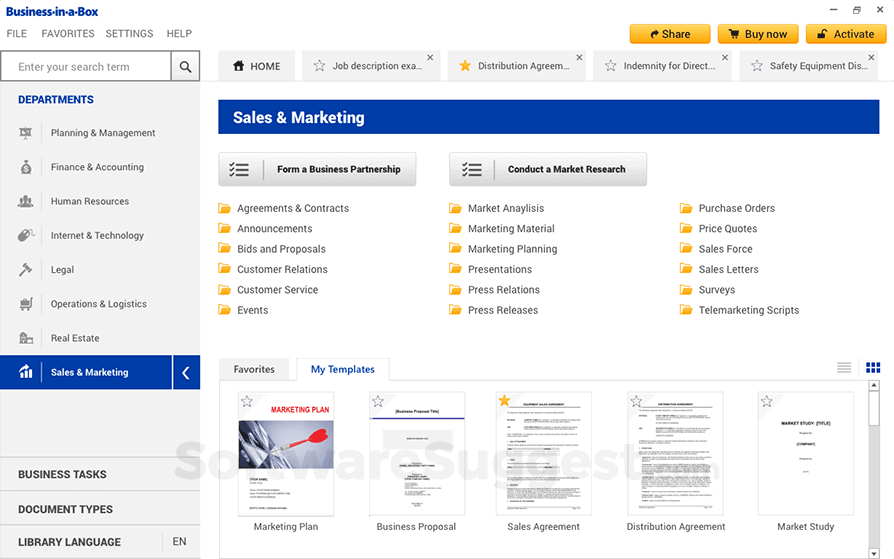 Business-in-a-Box
FILE FAVORITES SETTINGS HELP
Share Buy now Activate
Enter your search term
HOME Job description exa... Distribution Agreem... Indemnity for Direct... Safety Equipment Dis...
DEPARTMENTS
Planning & Management
Finance & Accounting
Human Resources
Internet & Technology
Legal
Operations & Logistics
Real Estate
Sales & Marketing
BUSINESS TASKS
DOCUMENT TYPES
LIBRARY LANGUAGE EN
Sales & Marketing
Form a Business Partnership Conduct a Market Research
Agreements & Contracts Market Anaylisis Purchase Orders
Announcements Marketing Material Price Quotes
Bids and Proposals Marketing Planning Sales Force
Customer Relations Presentations Sales Letters
Customer Service Press Relations Surveys
Events Press Releases Telemarketing Scripts
Favorites My Templates
MARKETING PLAN
[YOUR NAME]
[Business Proposal Title]
EQUIPMENT SALES AGREEMENT
DISTRIBUTION AGREEMENT
MARKET STUDY: [TITLE]
[COMPANY]
SoftwareSuggest
Marketing Plan Business Proposal Sales Agreement Distribution Agreement Market Study